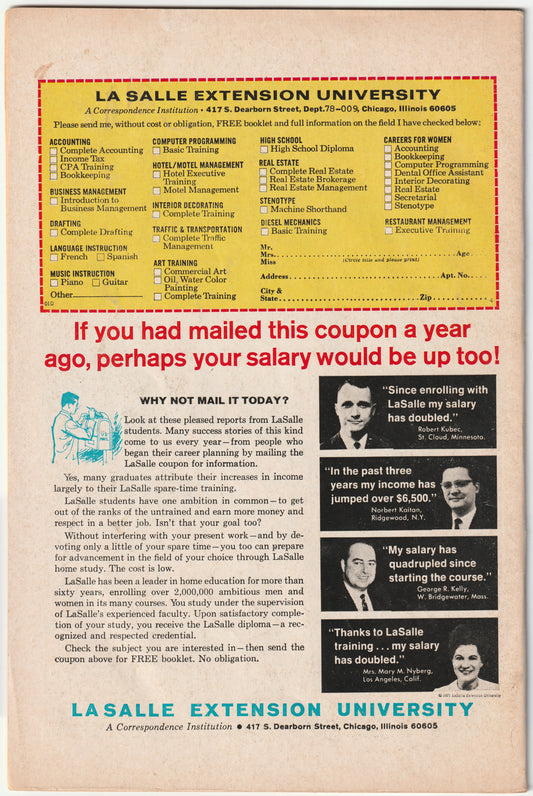 LA SALLE EXTENSION UNIVERSITY
A Correspondence Institution • 417 S. Dearborn Street, Dept. 78-009, Chicago, Illinois 60605
Please send me, without cost or obligation, FREE booklet and full information on the field I have checked below:
ACCOUNTING
Complete Accounting
Income Tax
CPA Training
Bookkeeping
BUSINESS MANAGEMENT
Introduction to
Business Management
DRAFTING
Complete Drafting
LANGUAGE INSTRUCTION
French Spanish
MUSIC INSTRUCTION
Piano Guitar
Other
COMPUTER PROGRAMMING
Basic Training
HOTEL/MOTEL MANAGEMENT
Hotel Executive
Training
Motel Management
INTERIOR DECORATING
Complete Training
TRAFFIC & TRANSPORTATION
Complete Traffic
Management
ART TRAINING
Commercial Art
Oil, Water Color
Painting
Complete Training
HIGH SCHOOL
High School Diploma
REAL ESTATE
Complete Real Estate
Real Estate Brokerage
Real Estate Management
STENOTYPE
Machine Shorthand
DIESEL MECHANICS
Basic Training
CAREERS FOR WOMEN
Accounting
Bookkeeping
Computer Programming
Dental Office Assistant
Interior Decorating
Real Estate
Secretarial
Stenotype
RESTAURANT MANAGEMENT
Executive Training
Mr.
Mrs. Age
Miss (Circle title and please print)
Address Apt. No.
City &
State Zip
If you had mailed this coupon a year
ago, perhaps your salary would be up too!
WHY NOT MAIL IT TODAY?
Look at these pleased reports from LaSalle
students. Many success stories of this kind
come to us every year—from people who
began their career planning by mailing the
LaSalle coupon for information.
Yes, many graduates attribute their increases in income
largely to their LaSalle spare-time training.
LaSalle students have one ambition in common—to get
out of the ranks of the untrained and earn more money and
respect in a better job. Isn't that your goal too?
Without interfering with your present work—and by de-
voting only a little of your spare time—you too can prepare
for advancement in the field of your choice through LaSalle
home study. The cost is low.
LaSalle has been a leader in home education for more than
sixty years, enrolling over 2,000,000 ambitious men and
women in its many courses. You study under the supervision
of LaSalle's experienced faculty. Upon satisfactory comple-
tion of your study, you receive the LaSalle diploma—a rec-
ognized and respected credential.
Check the subject you are interested in—then send the
coupon above for FREE booklet. No obligation.
"Since enrolling with
LaSalle my salary
has doubled."
Robert Kubec,
St. Cloud, Minnesota.
"In the past three
years my income has
jumped over $6,500."
Norbert Kaitan,
Ridgewood, N.Y.
"My salary has
quadrupled since
starting the course."
George R. Kelly,
W. Bridgewater, Mass.
"Thanks to LaSalle
training ... my salary
has doubled."
Mrs. Mary M. Nyberg,
Los Angeles, Calif.
LASALLE EXTENSION UNIVERSITY
A Correspondence Institution • 417 S. Dearborn Street, Chicago, Illinois 60605